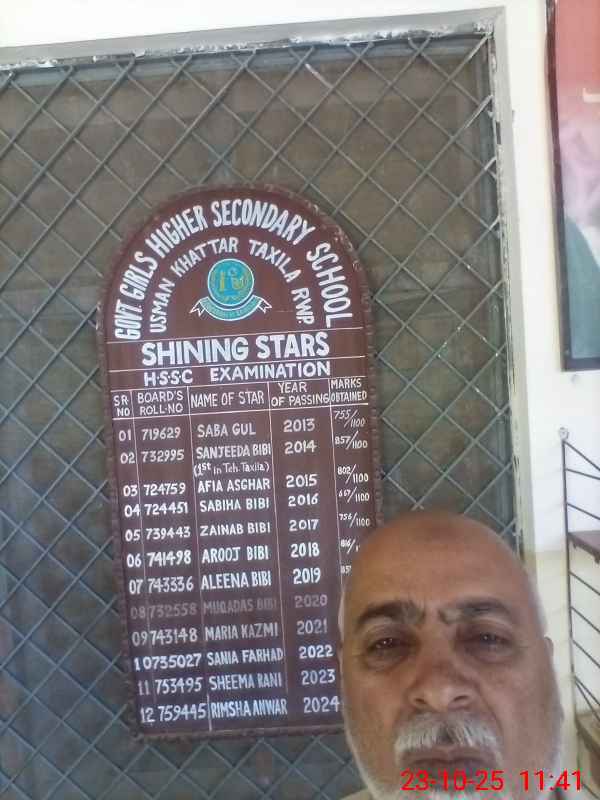 GOVT. GIRLS HIGHER SECONDARY SCHOOL
USMAN KHATTAR TAXILA RWP.
SHINING STARS
H-S-S-C EXAMINATION
SR. NO BOARD'S ROLL-NO NAME OF STAR YEAR OF PASSING MARKS OBTAINED
01 719629 SABA GUL 2013 755/1100
02 732995 SANJEEDA BIBI 2014 857/1100
(1st in Teh. Taxila)
03 724759 AFIA ASGHAR 2015 802/1100
04 724451 SABIHA BIBI 2016 667/1100
05 739443 ZAINAB BIBI 2017 756/1100
06 741498 AROOJ BIBI 2018
07 743336 ALEENA BIBI 2019
08 732558 MUQADAS BIBI 2020
09 743148 MARIA KAZMI 2021
10 735027 SANIA FARHAD 2022
11 753495 SHEEMA RANI 2023
12 759445 RIMSHA ANWAR 2024
23-10-25 11:41